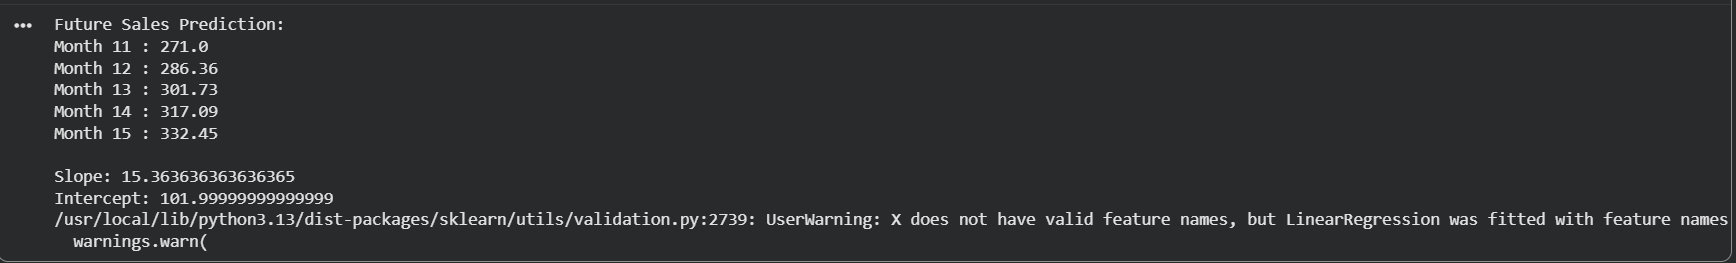 Future Sales Prediction:
Month 11 : 271.0
Month 12 : 286.36
Month 13 : 301.73
Month 14 : 317.09
Month 15 : 332.45
Slope: 15.363636363636365
Intercept: 101.99999999999999
/usr/local/lib/python3.13/dist-packages/sklearn/utils/validation.py:2739: UserWarning: X does not have valid feature names, but LinearRegression was fitted with feature names
warnings.warn(